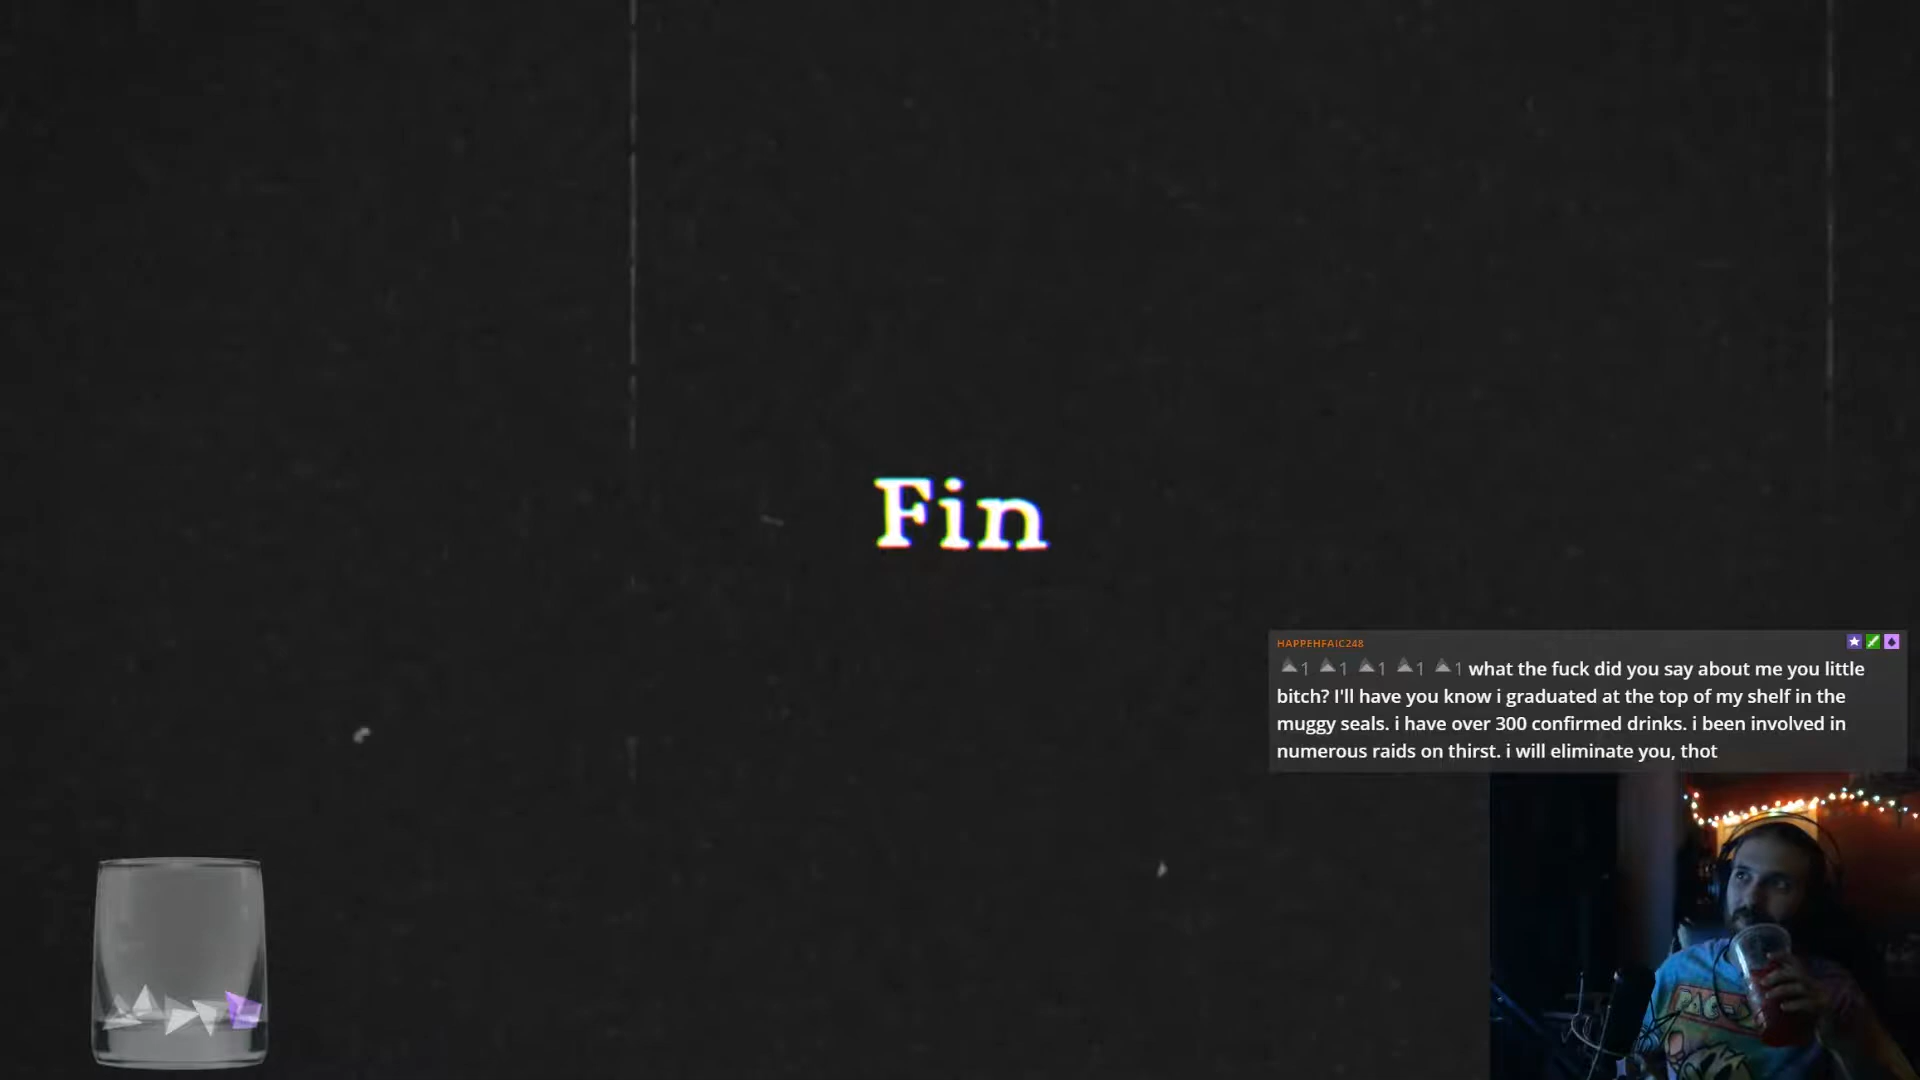 Fin
HAPPEHFAIC248
1 1 1 1 1 what the fuck did you say about me you little
bitch? I'll have you know i graduated at the top of my shelf in the
muggy seals. i have over 300 confirmed drinks. i been involved in
numerous raids on thirst. i will eliminate you, thot